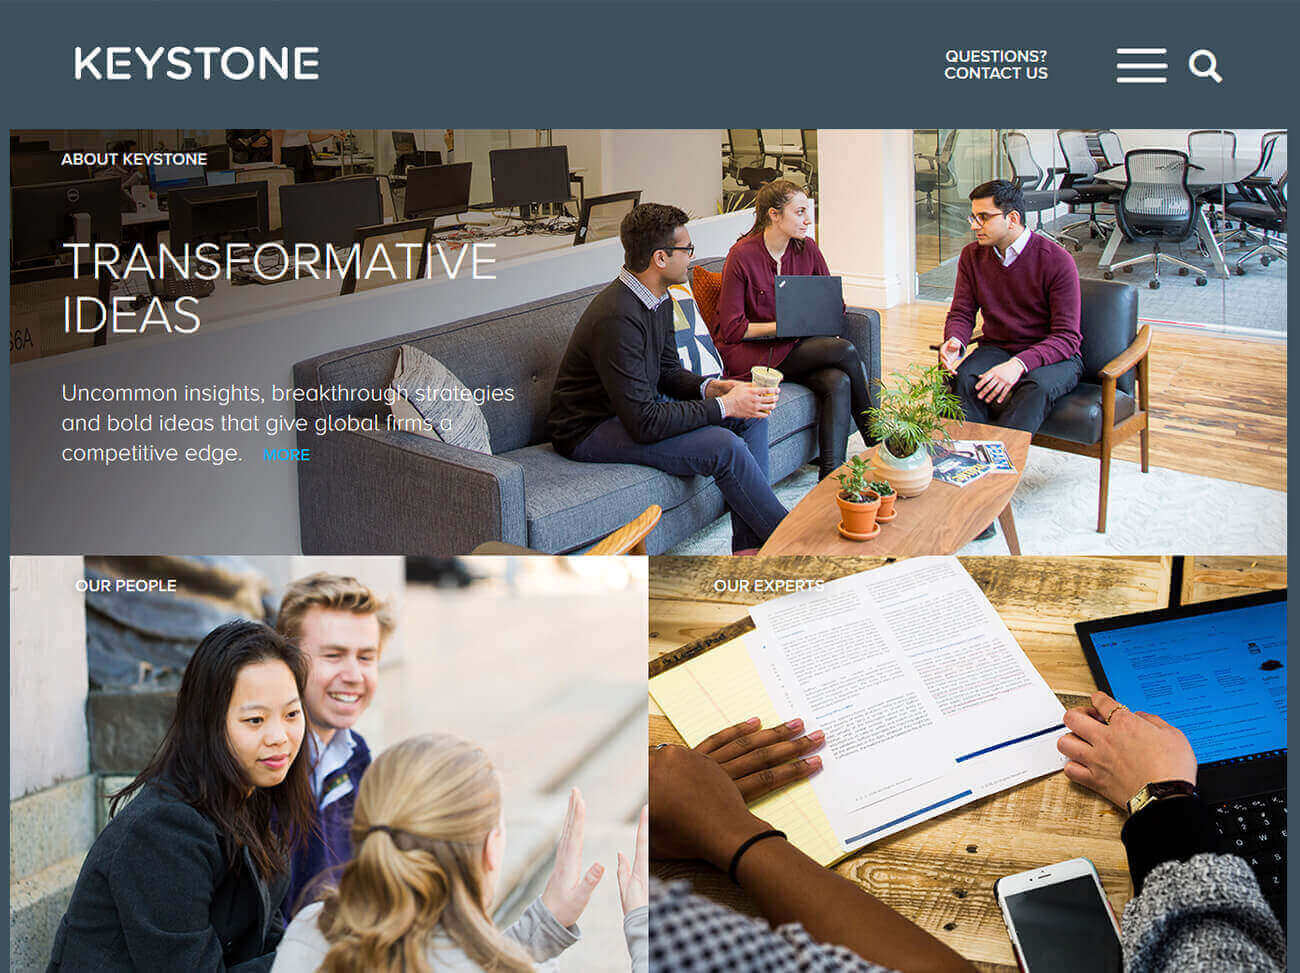 KEYSTONE
QUESTIONS?
CONTACT US
ABOUT KEYSTONE
TRANSFORMATIVE
IDEAS
Uncommon insights, breakthrough strategies
and bold ideas that give global firms a
competitive edge. MORE
OUR PEOPLE
OUR EXPERTS